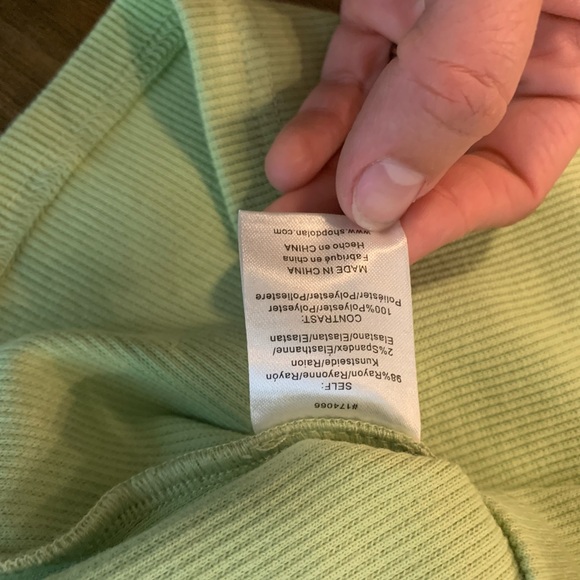 #174066
SELF:
98%Rayon/Rayonne/Rayón
Kunstseide/Raion
2%Spandex/Elasthanne/
Elastano/Elastan/Elastan
CONTRAST:
100%Polyester/Polyester
Poliéster/Polyester/Poliestere
MADE IN CHINA
Fabriqué en china
Hecho en CHINA
www.shopdolan.com